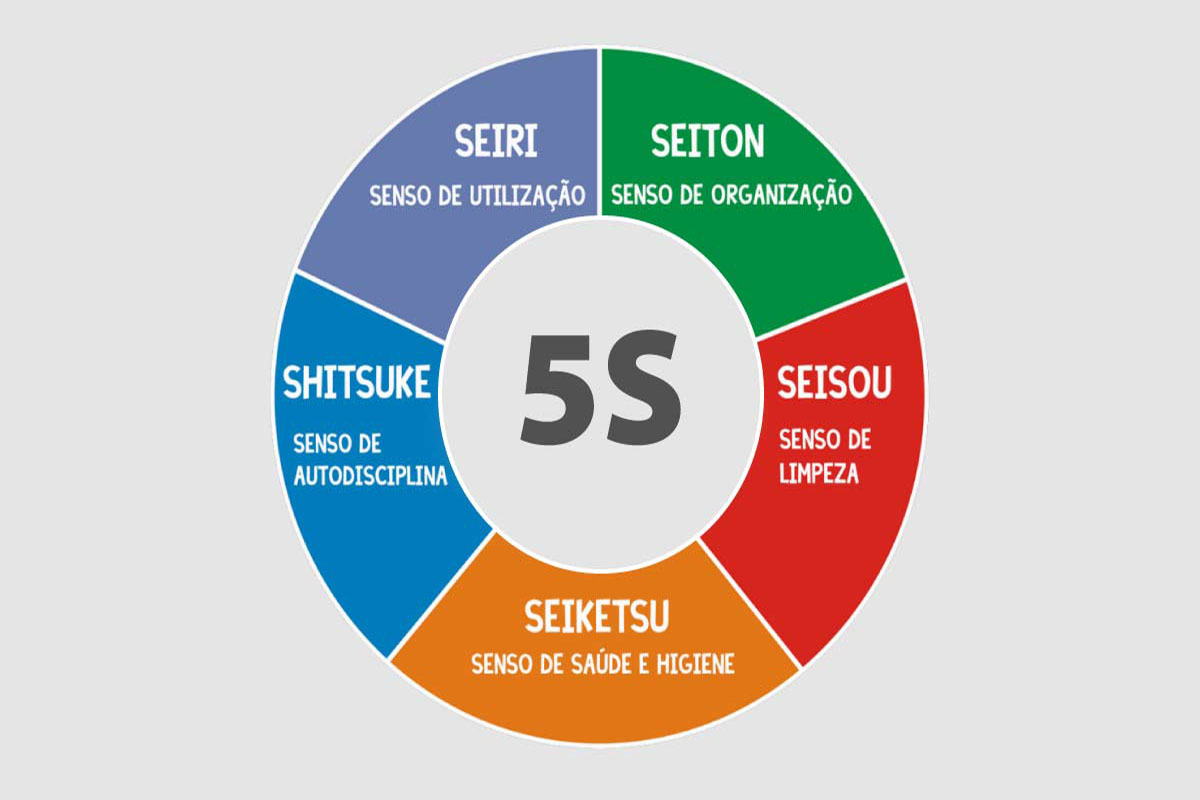 SEIRI
SENSO DE UTILIZAÇÃO
SEITON
SENSO DE ORGANIZAÇÃO
SEISOU
SENSO DE
LIMPEZA
SEIKETSU
SENSO DE SAÚDE E HIGIENE
SHITSUKE
SENSO DE
AUTODISCIPLINA
5S